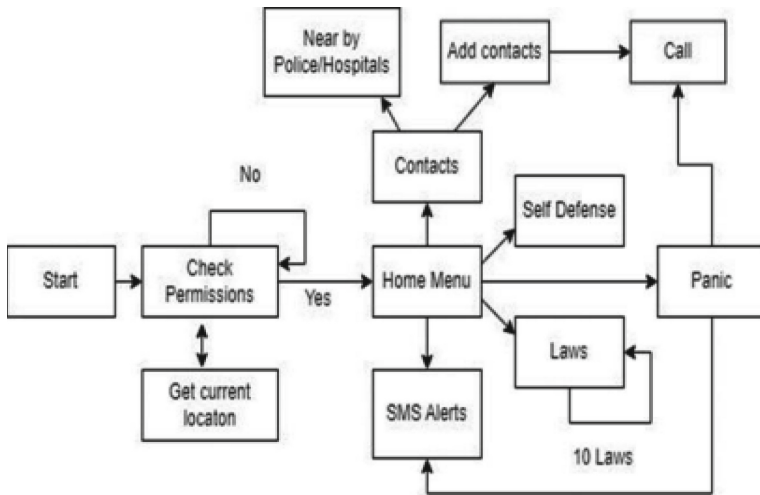 Near by
Police/Hospitals
Add contacts
Call
Contacts
No
Self Defense
Start
Check
Permissions
Yes
Home Menu
Panic
Laws
Get current
locaton
SMS Alerts
10 Laws